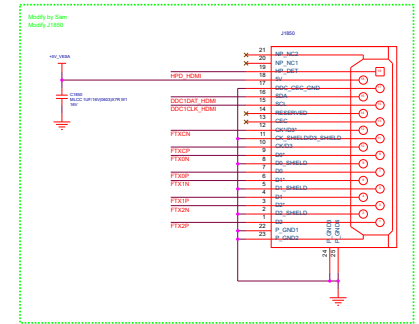 Modify by Sam
Modify J1850
J1850
+5V_VEGA
C1850
MLCC 1UF/16V(0603)X7R M1
16V
HPD_HDMI
DDC1DAT_HDMI
DDC1CLK_HDMI
FTXCN
FTXCP
FTX0N
FTX0P
FTX1N
FTX1P
FTX2N
FTX2P
21 NP_NC2
20 NP_NC1
19 HP_DET
18 5V
17 DDC_CEC_GND
16 SDA
15 SCL
14 RESERVED
13 CEC
12
11 CK_SHIELD/D3_SHIELD
10 CK/D3
9 D0*
8 D0_SHIELD
7 D0
6 D1*
5 D1_SHIELD
4 D1
3 D2*
2 D2_SHIELD
1 D2
22 P_GND1
23 P_GND2
24
25